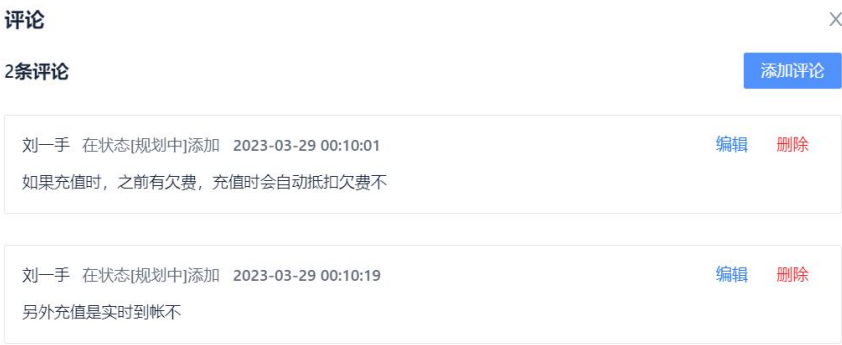 评论
2条评论
添加评论
刘一手 在状态[规划中]添加 2023-03-29 00:10:01 编辑 删除
如果充值时，之前有欠费，充值时会自动抵扣欠费不
刘一手 在状态[规划中]添加 2023-03-29 00:10:19 编辑 删除
另外充值是实时到帐不